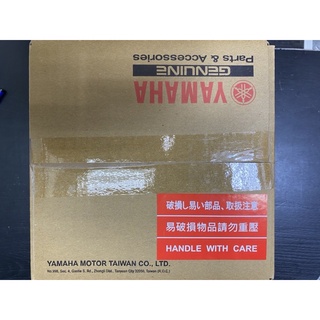 YAMAHA
GENUINE
Parts & Accessories
破損し易い部品、取扱注意
易破損物品請勿重壓
HANDLE WITH CARE
YAMAHA MOTOR TAIWAN CO., LTD.